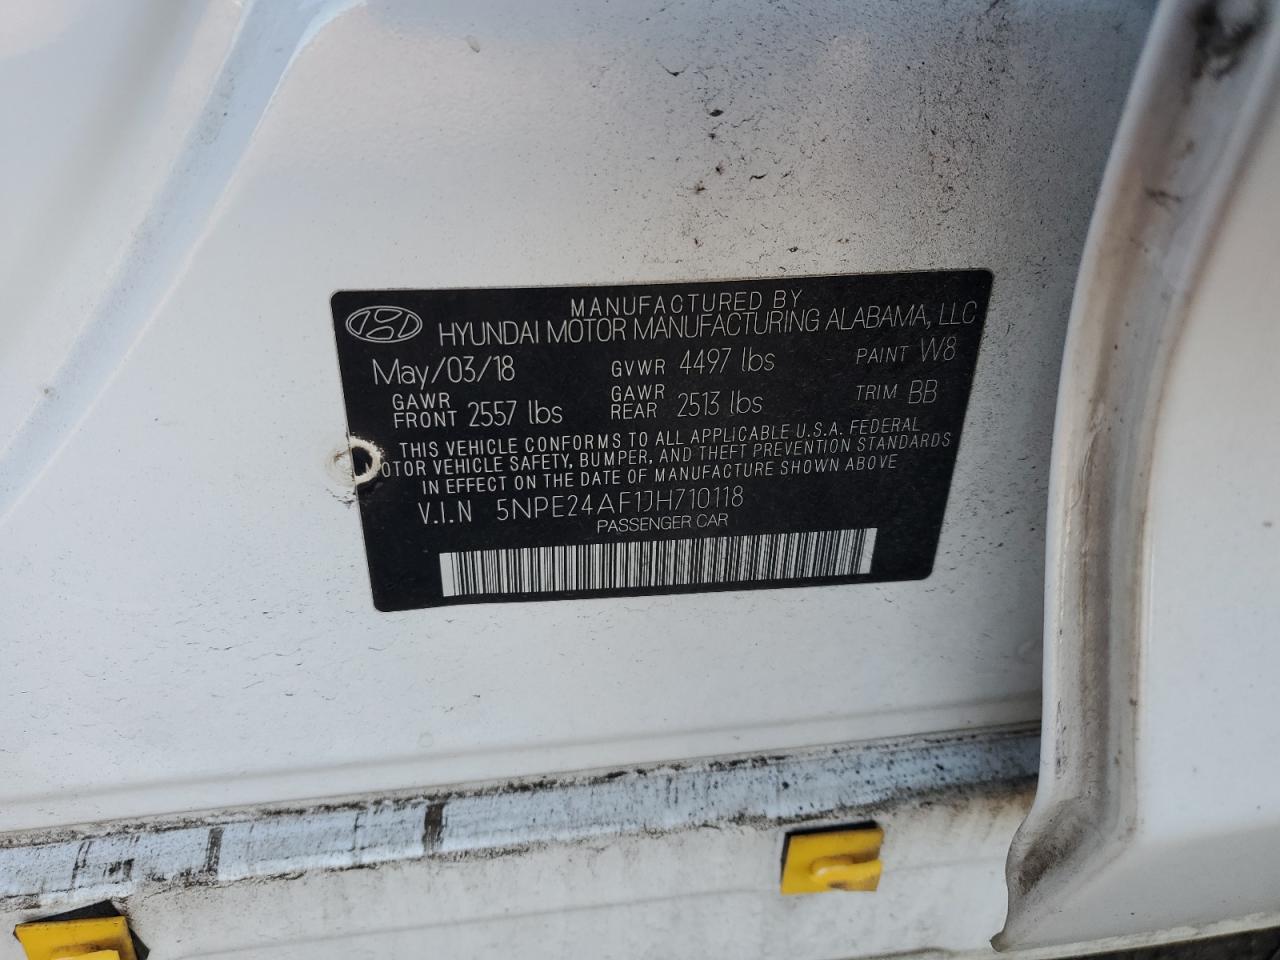 MANUFACTURED BY
HYUNDAI MOTOR MANUFACTURING ALABAMA, LLC
May/03/18 GVWR 4497 lbs PAINT W8
GAWR FRONT 2557 lbs GAWR REAR 2513 lbs TRIM BB
THIS VEHICLE CONFORMS TO ALL APPLICABLE U.S.A. FEDERAL
OTOR VEHICLE SAFETY, BUMPER, AND THEFT PREVENTION STANDARDS
IN EFFECT ON THE DATE OF MANUFACTURE SHOWN ABOVE
V.I.N 5NPE24AF1JH710118
PASSENGER CAR